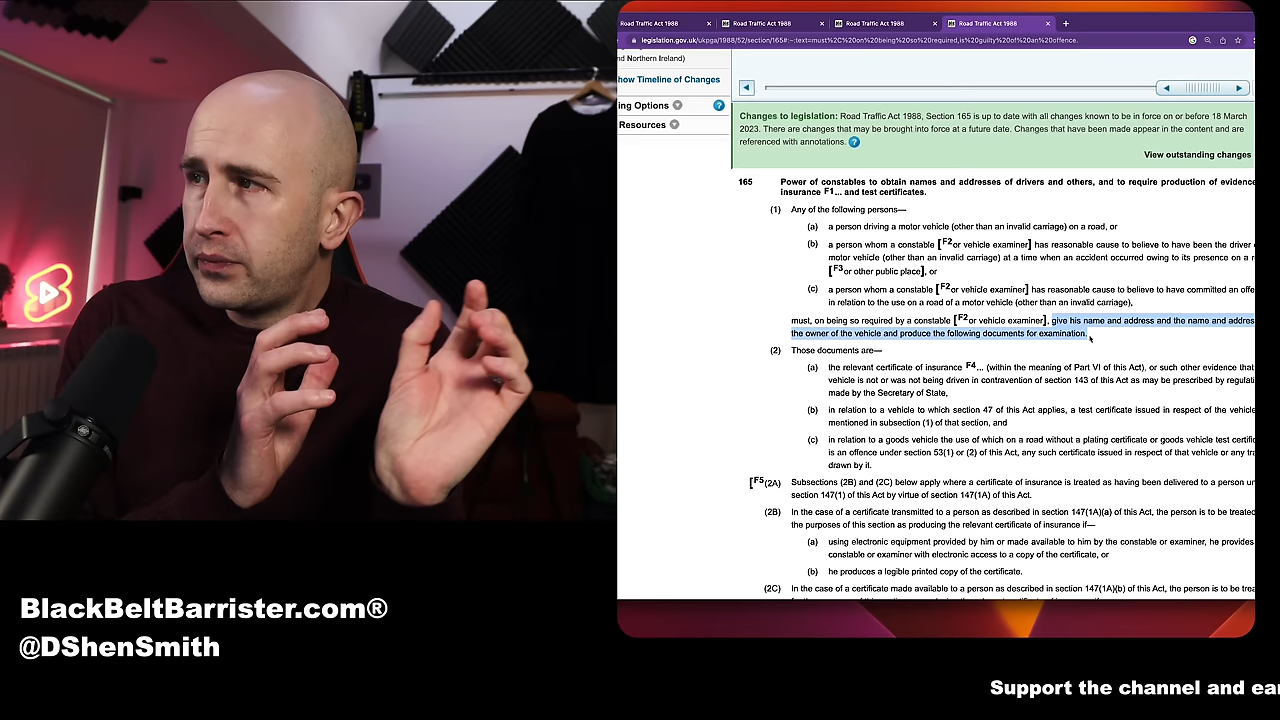 Road Traffic Act 1988
Road Traffic Act 1988
Road Traffic Act 1988
Road Traffic Act 1988
legislation.gov.uk/ukpga/1988/52/section/165#:~:text=must%2C%20on%20being%20so%20required,is%20guilty%20of%20an%20offence.
nd Northern Ireland)
how Timeline of Changes
ing Options
Resources
Changes to legislation: Road Traffic Act 1988, Section 165 is up to date with all changes known to be in force on or before 18 March
2023. There are changes that may be brought into force at a future date. Changes that have been made appear in the content and are
referenced with annotations. ?
View outstanding changes
165 Power of constables to obtain names and addresses of drivers and others, and to require production of evidence
insurance F1... and test certificates.
(1) Any of the following persons—
(a) a person driving a motor vehicle (other than an invalid carriage) on a road, or
(b) a person whom a constable [F2or vehicle examiner] has reasonable cause to believe to have been the driver
motor vehicle (other than an invalid carriage) at a time when an accident occurred owing to its presence on a
[F3or other public place], or
(c) a person whom a constable [F2or vehicle examiner] has reasonable cause to believe to have committed an offe
in relation to the use on a road of a motor vehicle (other than an invalid carriage),
must, on being so required by a constable [F2or vehicle examiner], give his name and address and the name and addres
the owner of the vehicle and produce the following documents for examination.
(2) Those documents are—
(a) the relevant certificate of insurance F4... (within the meaning of Part VI of this Act), or such other evidence that
vehicle is not or was not being driven in contravention of section 143 of this Act as may be prescribed by regulati
made by the Secretary of State,
(b) in relation to a vehicle to which section 47 of this Act applies, a test certificate issued in respect of the vehicle
mentioned in subsection (1) of that section, and
(c) in relation to a goods vehicle the use of which on a road without a plating certificate or goods vehicle test certific
is an offence under section 53(1) or (2) of this Act, any such certificate issued in respect of that vehicle or any tra
drawn by it.
[F5(2A) Subsections (2B) and (2C) below apply where a certificate of insurance is treated as having been delivered to a person un
section 147(1) of this Act by virtue of section 147(1A) of this Act.
(2B) In the case of a certificate transmitted to a person as described in section 147(1A)(a) of this Act, the person is to be treated
the purposes of this section as producing the relevant certificate of insurance if—
(a) using electronic equipment provided by him or made available to him by the constable or examiner, he provides
constable or examiner with electronic access to a copy of the certificate, or
(b) he produces a legible printed copy of the certificate.
(2C) In the case of a certificate made available to a person as described in section 147(1A)(b) of this Act, the person is to be trea
BlackBeltBarrister.com®
@DShenSmith
Support the channel and ear